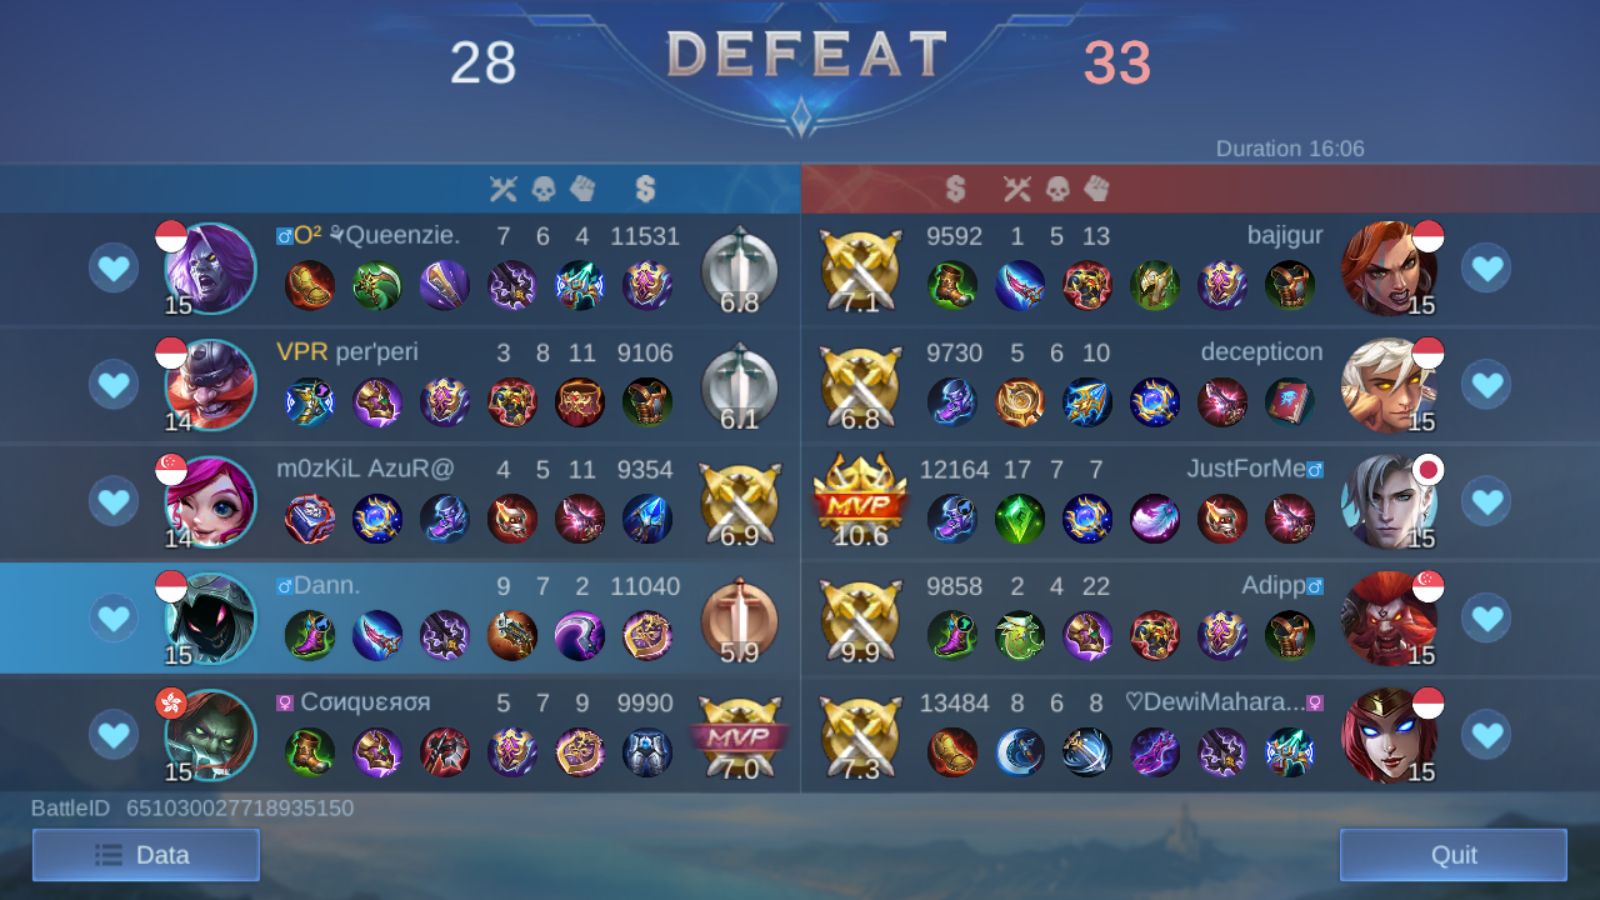 28 DEFEAT 33
Duration 16:06
O² ༒Queenzie. 7 6 4 11531
15 6.8
9592 1 5 13 bajigur
7.1 15
VPR per'peri 3 8 11 9106
14 6.1
9730 5 6 10 decepticon
6.8 15
m0zKiL AzuR@ 4 5 11 9354
14 6.9
12164 17 7 7 JustForMe
MVP
10.6 15
Dann. 9 7 2 11040
15 5.9
9858 2 4 22 Adipp
9.9 15
Cσиqυεяσя 5 7 9 9990
MVP
15 7.0
13484 8 6 8 ♡DewiMahara...
7.3 15
BattleID 651030027718935150
Data
Quit